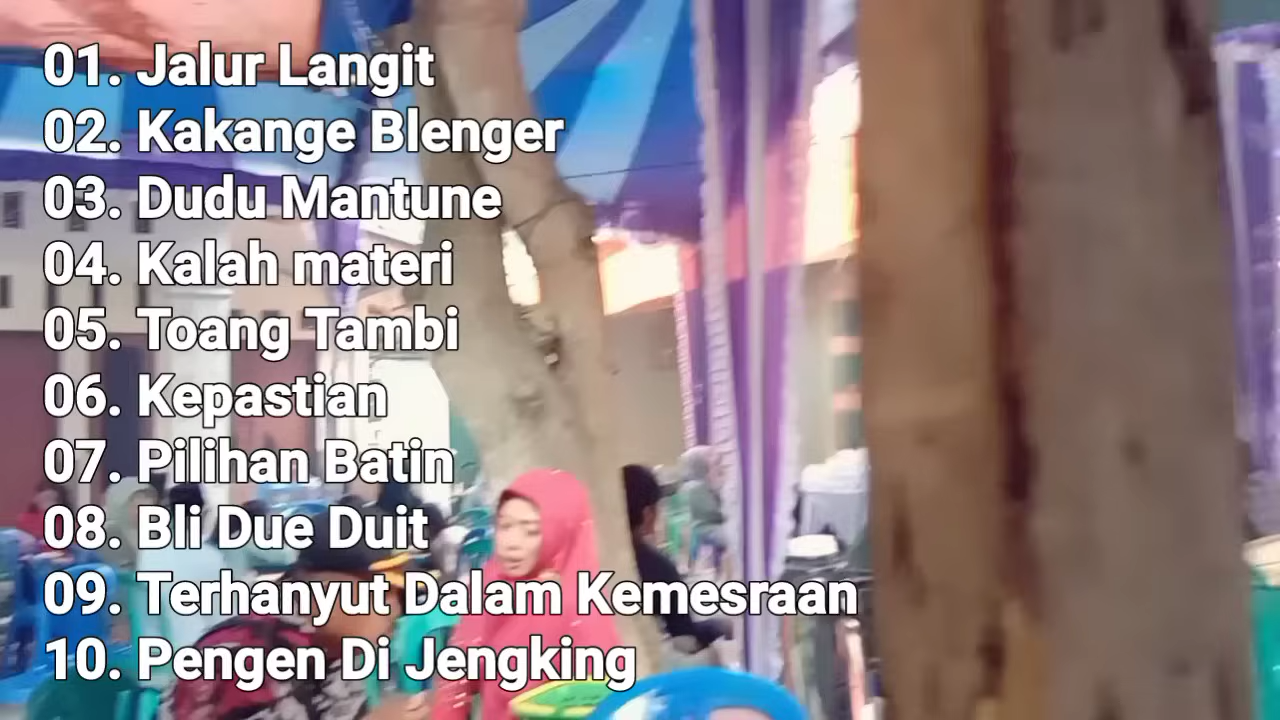 01. Jalur Langit
02. Kakange Blenger
03. Dudu Mantune
04. Kalah materi
05. Toang Tambi
06. Kepastian
07. Pilihan Batin
08. Bli Due Duit
09. Terhanyut Dalam Kemesraan
10. Pengen Di Jengking